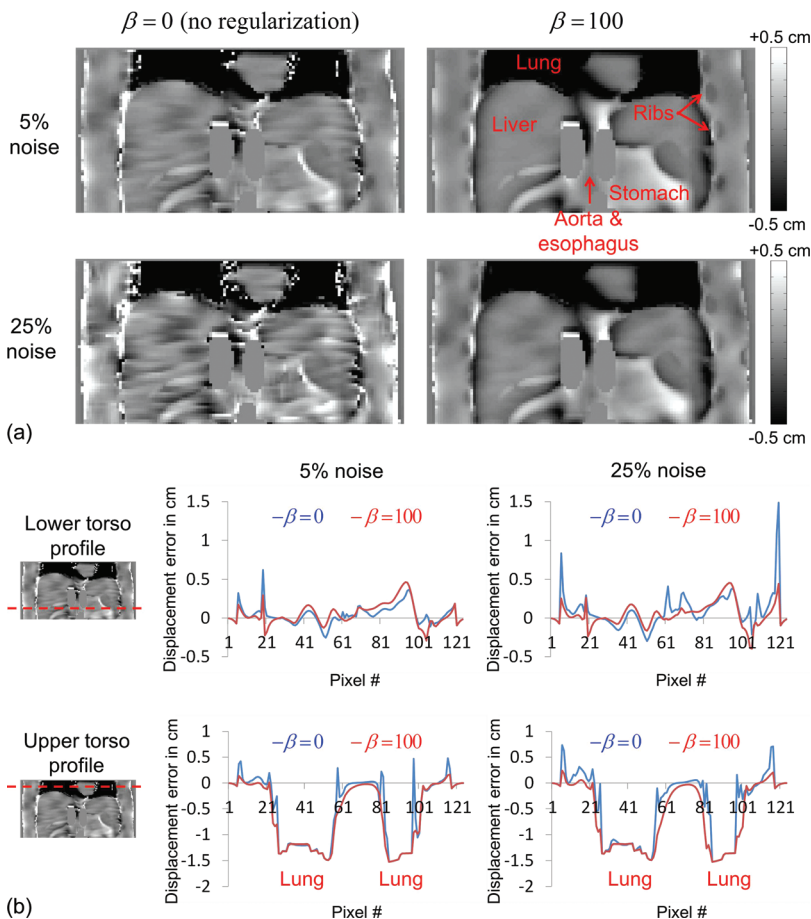 β = 0 (no regularization)
β = 100
5% noise
Lung
Liver
Ribs
Stomach
Aorta & esophagus
+0.5 cm
-0.5 cm
25% noise
+0.5 cm
-0.5 cm
(a)
5% noise
25% noise
Lower torso profile
Displacement error in cm
1.5
1
0.5
0
-0.5
–β=0
–β=100
1 21 41 61 81 101 121
Pixel #
Displacement error in cm
1.5
1
0.5
0
-0.5
–β=0
–β=100
1 21 41 61 81 101 121
Pixel #
Upper torso profile
Displacement error in cm
1
0.5
0
-0.5
-1
-1.5
-2
–β=0
–β=100
1 21 41 61 81 101 121
Lung
Lung
Pixel #
Displacement error in cm
1
0.5
0
-0.5
-1
-1.5
-2
–β=0
–β=100
1 21 41 61 81 101 121
Lung
Lung
Pixel #
(b)